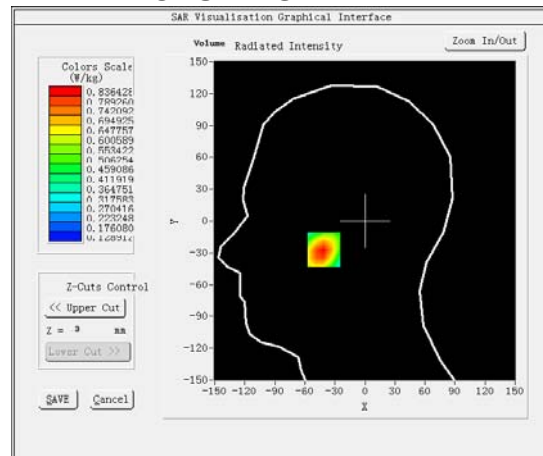 SAR Visualisation Graphical Interface
Volume Radiated Intensity
Zoom In/Out
Colors Scale
(W/kg)
0.836428
0.789260
0.742092
0.694925
0.647757
0.600589
0.553422
0.506254
0.459086
0.411919
0.364751
0.317583
0.270416
0.223248
0.176080
0.128912
Z-Cuts Control
<< Upper Cut
Z = 3 mm
Lower Cut >>
SAVE
Cancel
150
120
90
60
30
0
-30
-60
-90
-120
-150
Y
-150 -120 -90 -60 -30 0 30 60 90 120 150
X